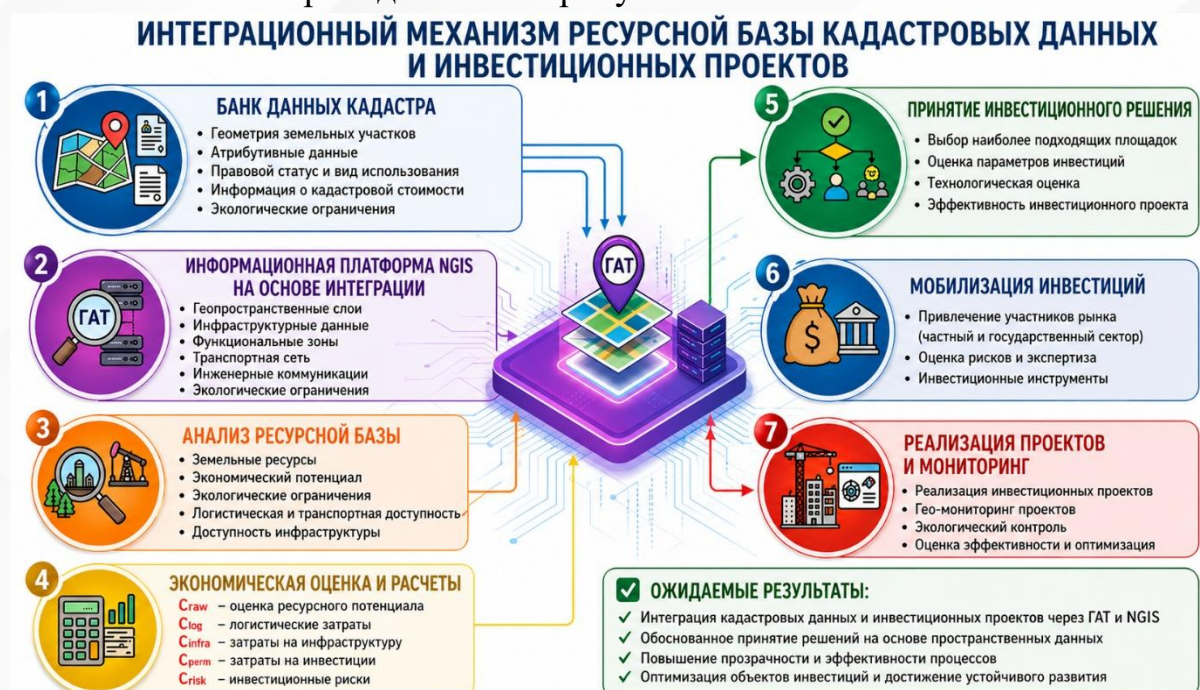 ИНТЕГРАЦИОННЫЙ МЕХАНИЗМ РЕСУРСНОЙ БАЗЫ КАДАСТРОВЫХ ДАННЫХ
И ИНВЕСТИЦИОННЫХ ПРОЕКТОВ
1
БАНК ДАННЫХ КАДАСТРА
• Геометрия земельных участков
• Атрибутивные данные
• Правовой статус и вид использования
• Информация о кадастровой стоимости
• Экологические ограничения
2
ИНФОРМАЦИОННАЯ ПЛАТФОРМА NGIS
НА ОСНОВЕ ИНТЕГРАЦИИ
ГАТ
• Геопространственные слои
• Инфраструктурные данные
• Функциональные зоны
• Транспортная сеть
• Инженерные коммуникации
• Экологические ограничения
3
АНАЛИЗ РЕСУРСНОЙ БАЗЫ
• Земельные ресурсы
• Экономический потенциал
• Экологические ограничения
• Логистическая и транспортная доступность
• Доступность инфраструктуры
4
ЭКОНОМИЧЕСКАЯ ОЦЕНКА И РАСЧЕТЫ
Craw – оценка ресурсного потенциала
Clog – логистические затраты
Cinfra – затраты на инфраструктуру
Cperm – затраты на инвестиции
Crisk – инвестиционные риски
ГАТ
5
ПРИНЯТИЕ ИНВЕСТИЦИОННОГО РЕШЕНИЯ
• Выбор наиболее подходящих площадок
• Оценка параметров инвестиций
• Технологическая оценка
• Эффективность инвестиционного проекта
6
МОБИЛИЗАЦИЯ ИНВЕСТИЦИЙ
$
• Привлечение участников рынка
(частный и государственный сектор)
• Оценка рисков и экспертиза
• Инвестиционные инструменты
7
РЕАЛИЗАЦИЯ ПРОЕКТОВ
И МОНИТОРИНГ
• Реализация инвестиционных проектов
• Гео-мониторинг проектов
• Экологический контроль
• Оценка эффективности и оптимизация
ОЖИДАЕМЫЕ РЕЗУЛЬТАТЫ:
✓ Интеграция кадастровых данных и инвестиционных проектов через ГАТ и NGIS
✓ Обоснованное принятие решений на основе пространственных данных
✓ Повышение прозрачности и эффективности процессов
✓ Оптимизация объектов инвестиций и достижение устойчивого развития